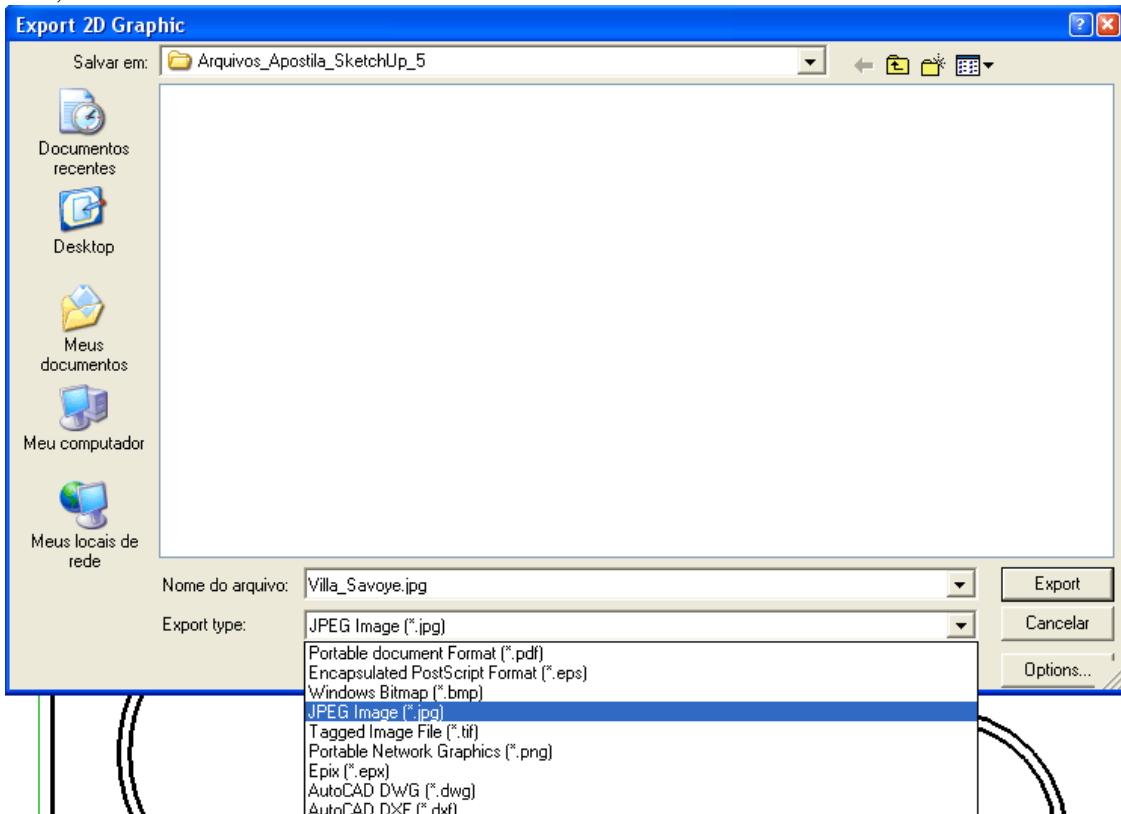 Export 2D Graphic
Salvar em:
Arquivos_Apostila_SketchUp_5
Documentos
recentes
Desktop
Meus
documentos
Meu computador
Meus locais de
rede
Nome do arquivo:
Villa_Savoye.jpg
Export
Export type:
JPEG Image (*.jpg)
Cancelar
Options...
Portable document Format (*.pdf)
Encapsulated PostScript Format (*.eps)
Windows Bitmap (*.bmp)
JPEG Image (*.jpg)
Tagged Image File (*.tif)
Portable Network Graphics (*.png)
Epix (*.epx)
AutoCAD DWG (*.dwg)
AutoCAD DXF (*.dxf)